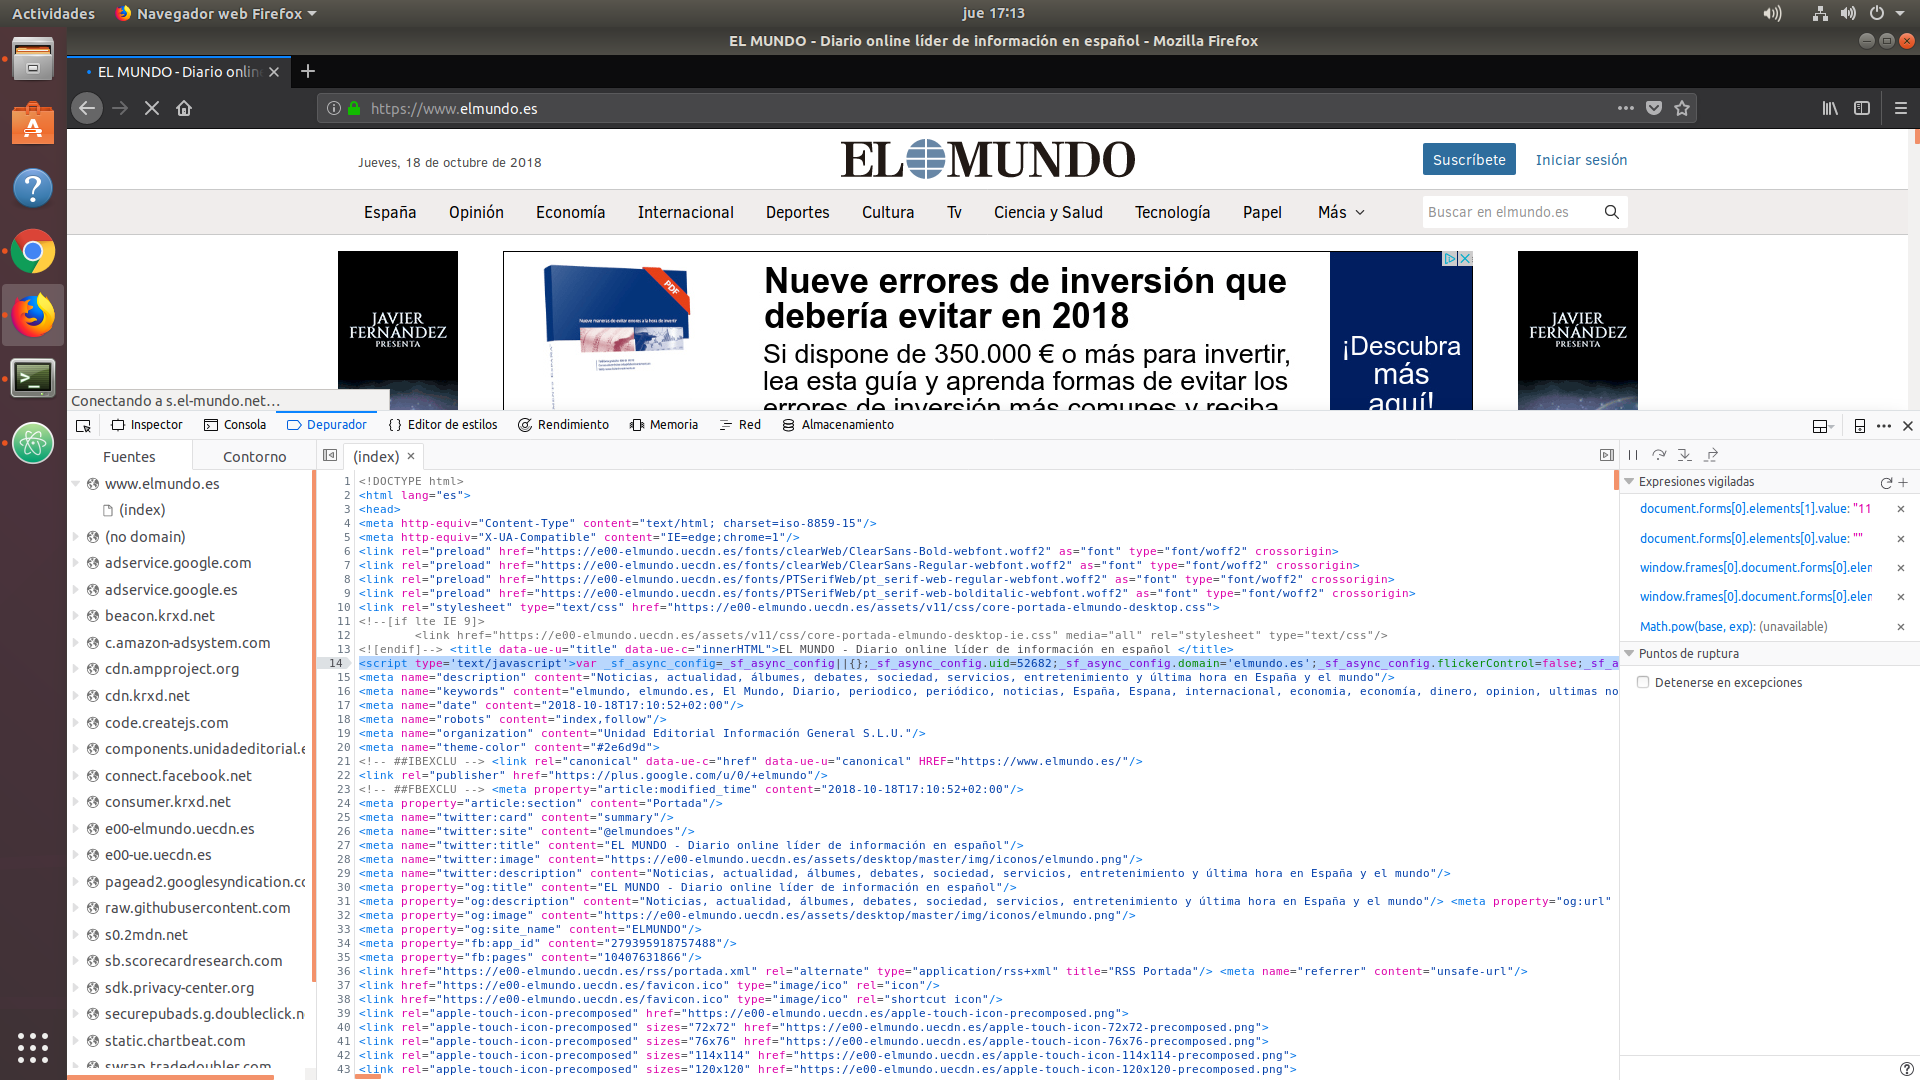 Actividades
Navegador web Firefox
jue 17:13
EL MUNDO - Diario online líder de información en español - Mozilla Firefox
EL MUNDO - Diario online
https://www.elmundo.es
Jueves, 18 de octubre de 2018
EL MUNDO
Suscríbete
Iniciar sesión
España Opinión Economía Internacional Deportes Cultura Tv Ciencia y Salud Tecnología Papel Más
Buscar en elmundo.es
JAVIER
FERNÁNDEZ
PRESENTA
PDF
Nueve errores de inversión que
debería evitar en 2018
Si dispone de 350.000 € o más para invertir,
lea esta guía y aprenda formas de evitar los
errores de inversión más comunes y reciba
¡Descubra
más
aquí!
JAVIER
FERNÁNDEZ
PRESENTA
Conectando a s.el-mundo.net…
Inspector Consola Depurador Editor de estilos Rendimiento Memoria Red Almacenamiento
Fuentes Contorno
www.elmundo.es
(index)
(no domain)
adservice.google.com
adservice.google.es
beacon.krxd.net
c.amazon-adsystem.com
cdn.ampproject.org
cdn.krxd.net
code.createjs.com
components.unidadeditorial.e
connect.facebook.net
consumer.krxd.net
e00-elmundo.uecdn.es
e00-ue.uecdn.es
pagead2.googlesyndication.co
raw.githubusercontent.com
s0.2mdn.net
sb.scorecardresearch.com
sdk.privacy-center.org
securepubads.g.doubleclick.n
static.chartbeat.com
swrap.tradedoubler.com
(index)
1 <!DOCTYPE html>
2 <html lang="es">
3 <head>
4 <meta http-equiv="Content-Type" content="text/html; charset=iso-8859-15"/>
5 <meta http-equiv="X-UA-Compatible" content="IE=edge;chrome=1"/>
6 <link rel="preload" href="https://e00-elmundo.uecdn.es/fonts/clearWeb/ClearSans-Bold-webfont.woff2" as="font" type="font/woff2" crossorigin>
7 <link rel="preload" href="https://e00-elmundo.uecdn.es/fonts/clearWeb/ClearSans-Regular-webfont.woff2" as="font" type="font/woff2" crossorigin>
8 <link rel="preload" href="https://e00-elmundo.uecdn.es/fonts/PTSerifWeb/pt_serif-web-regular-webfont.woff2" as="font" type="font/woff2" crossorigin>
9 <link rel="preload" href="https://e00-elmundo.uecdn.es/fonts/PTSerifWeb/pt_serif-web-bolditalic-webfont.woff2" as="font" type="font/woff2" crossorigin>
10 <link rel="stylesheet" type="text/css" href="https://e00-elmundo.uecdn.es/assets/v11/css/core-portada-elmundo-desktop.css">
11 <!--[if lte IE 9]>
12 <link href="https://e00-elmundo.uecdn.es/assets/v11/css/core-portada-elmundo-desktop-ie.css" media="all" rel="stylesheet" type="text/css"/>
13 <![endif]--> <title data-ue-u="title" data-ue-c="innerHTML">EL MUNDO - Diario online líder de información en español </title>
14 <script type='text/javascript'>var _sf_async_config=_sf_async_config||{};_sf_async_config.uid=52682;_sf_async_config.domain='elmundo.es';_sf_async_config.flickerControl=false;_sf_a
15 <meta name="description" content="Noticias, actualidad, álbumes, debates, sociedad, servicios, entretenimiento y última hora en España y el mundo"/>
16 <meta name="keywords" content="elmundo, elmundo.es, El Mundo, Diario, periodico, periódico, noticias, España, Espana, internacional, economia, economía, dinero, opinion, ultimas no
17 <meta name="date" content="2018-10-18T17:10:52+02:00"/>
18 <meta name="robots" content="index,follow"/>
19 <meta name="organization" content="Unidad Editorial Información General S.L.U."/>
20 <meta name="theme-color" content="#2e6d9d">
21 <!-- ##IBEXCLU --> <link rel="canonical" data-ue-c="href" data-ue-u="canonical" HREF="https://www.elmundo.es/"/>
22 <link rel="publisher" href="https://plus.google.com/u/0/+elmundo"/>
23 <!-- ##FBEXCLU --> <meta property="article:modified_time" content="2018-10-18T17:10:52+02:00"/>
24 <meta property="article:section" content="Portada"/>
25 <meta name="twitter:card" content="summary"/>
26 <meta name="twitter:site" content="@elmundoes"/>
27 <meta name="twitter:title" content="EL MUNDO - Diario online líder de información en español"/>
28 <meta name="twitter:image" content="https://e00-elmundo.uecdn.es/assets/desktop/master/img/iconos/elmundo.png"/>
29 <meta name="twitter:description" content="Noticias, actualidad, álbumes, debates, sociedad, servicios, entretenimiento y última hora en España y el mundo"/>
30 <meta property="og:title" content="EL MUNDO - Diario online líder de información en español"/>
31 <meta property="og:description" content="Noticias, actualidad, álbumes, debates, sociedad, servicios, entretenimiento y última hora en España y el mundo"/> <meta property="og:url"
32 <meta property="og:image" content="https://e00-elmundo.uecdn.es/assets/desktop/master/img/iconos/elmundo.png"/>
33 <meta property="og:site_name" content="ELMUNDO"/>
34 <meta property="fb:app_id" content="279395918757488"/>
35 <meta property="fb:pages" content="10407631866"/>
36 <link href="https://e00-elmundo.uecdn.es/rss/portada.xml" rel="alternate" type="application/rss+xml" title="RSS Portada"/> <meta name="referrer" content="unsafe-url"/>
37 <link href="https://e00-elmundo.uecdn.es/favicon.ico" type="image/ico" rel="icon"/>
38 <link href="https://e00-elmundo.uecdn.es/favicon.ico" type="image/ico" rel="shortcut icon"/>
39 <link rel="apple-touch-icon-precomposed" href="https://e00-elmundo.uecdn.es/apple-touch-icon-precomposed.png">
40 <link rel="apple-touch-icon-precomposed" sizes="72x72" href="https://e00-elmundo.uecdn.es/apple-touch-icon-72x72-precomposed.png">
41 <link rel="apple-touch-icon-precomposed" sizes="76x76" href="https://e00-elmundo.uecdn.es/apple-touch-icon-76x76-precomposed.png">
42 <link rel="apple-touch-icon-precomposed" sizes="114x114" href="https://e00-elmundo.uecdn.es/apple-touch-icon-114x114-precomposed.png">
43 <link rel="apple-touch-icon-precomposed" sizes="120x120" href="https://e00-elmundo.uecdn.es/apple-touch-icon-120x120-precomposed.png">
Expresiones vigiladas
document.forms[0].elements[1].value: "11
document.forms[0].elements[0].value: ""
window.frames[0].document.forms[0].elen
window.frames[0].document.forms[0].elen
Math.pow(base, exp): (unavailable)
Puntos de ruptura
Detenerse en excepciones